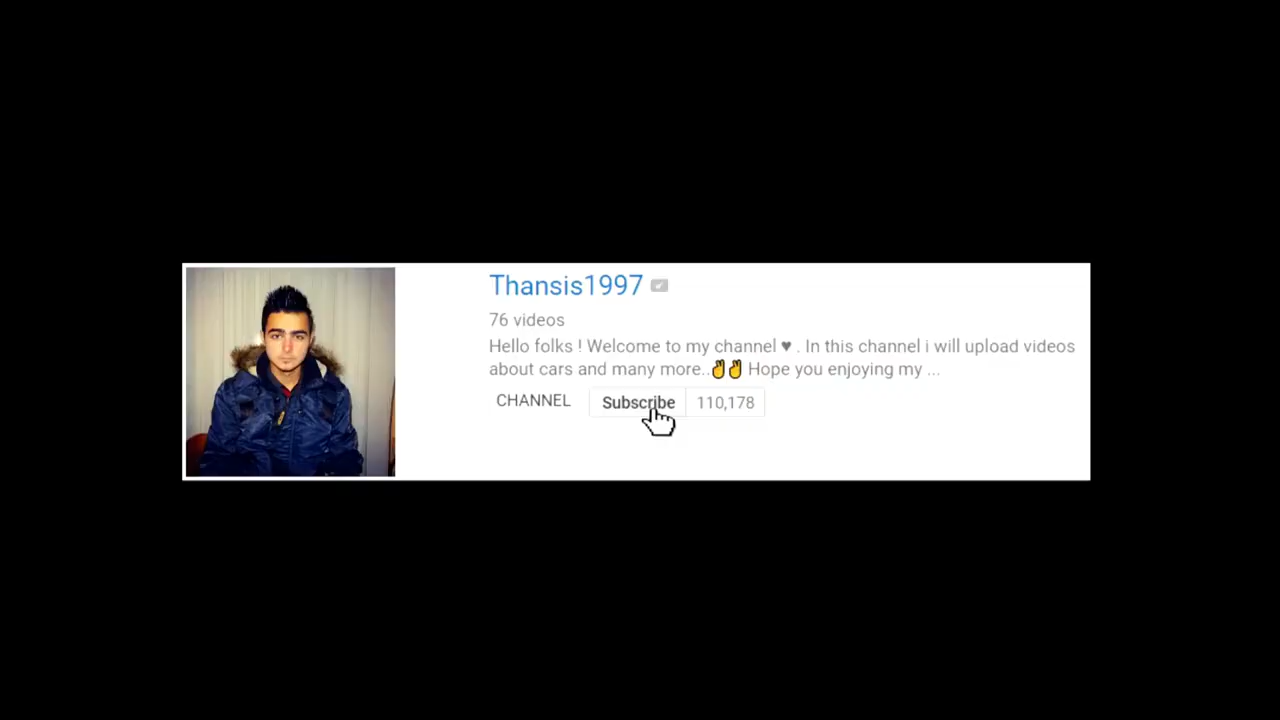 Thansis1997
76 videos
Hello folks ! Welcome to my channel ♥ . In this channel i will upload videos
about cars and many more..✌✌ Hope you enjoying my ...
CHANNEL Subscribe 110,178